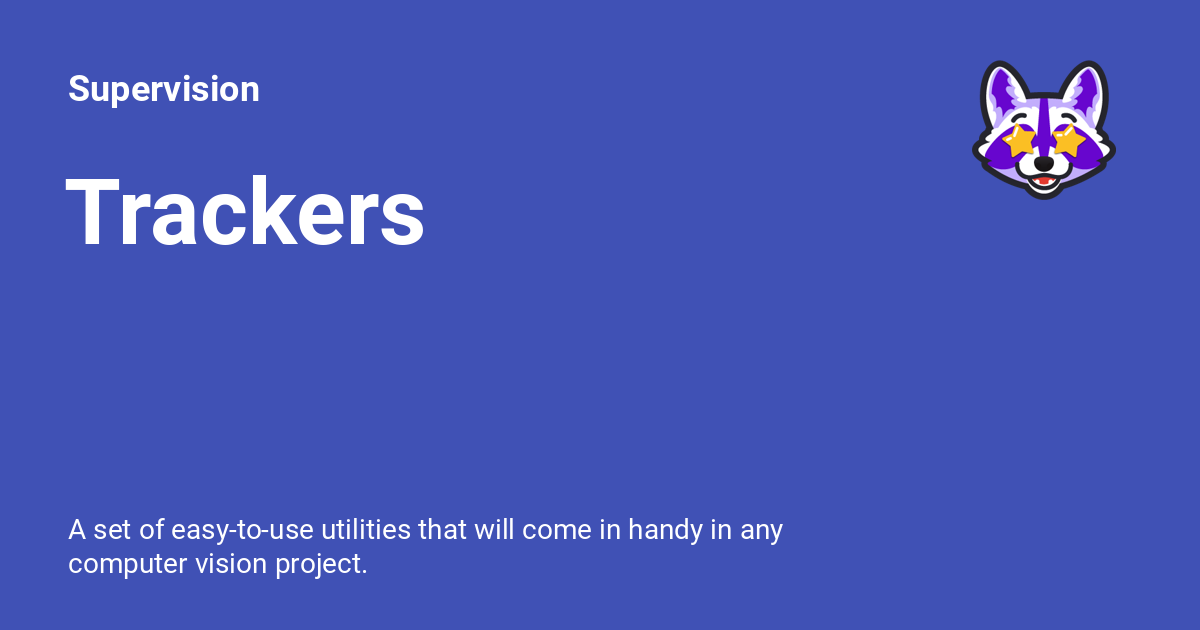 Supervision
Trackers
A set of easy-to-use utilities that will come in handy in any
computer vision project.